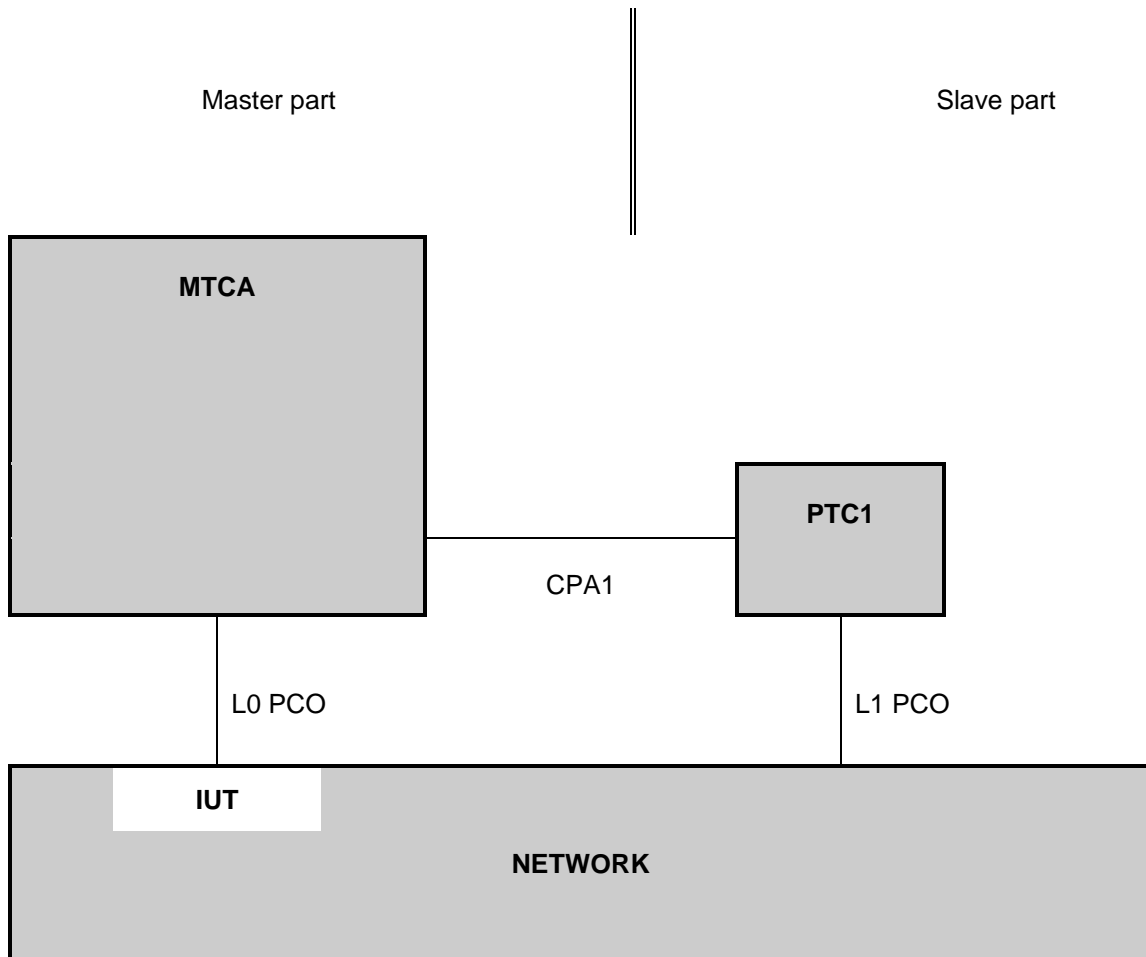 Master part
Slave part
MTCA
PTC1
CPA1
L0 PCO
L1 PCO
IUT
NETWORK